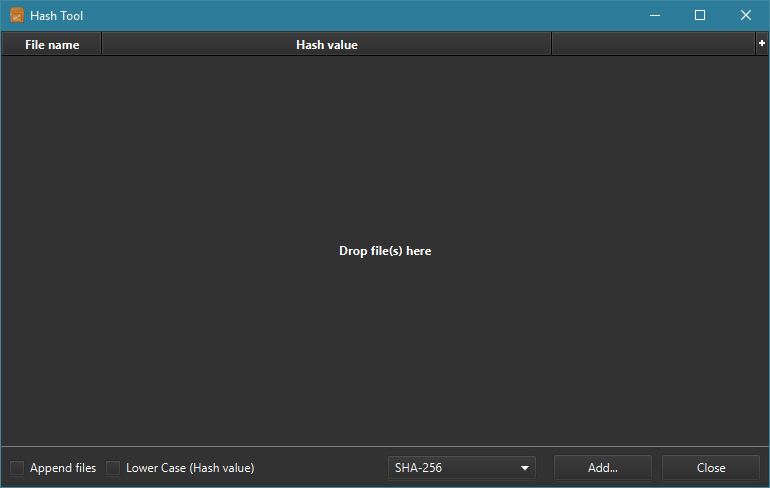 Hash Tool
File name Hash value +
Drop file(s) here
Append files Lower Case (Hash value) SHA-256 Add... Close